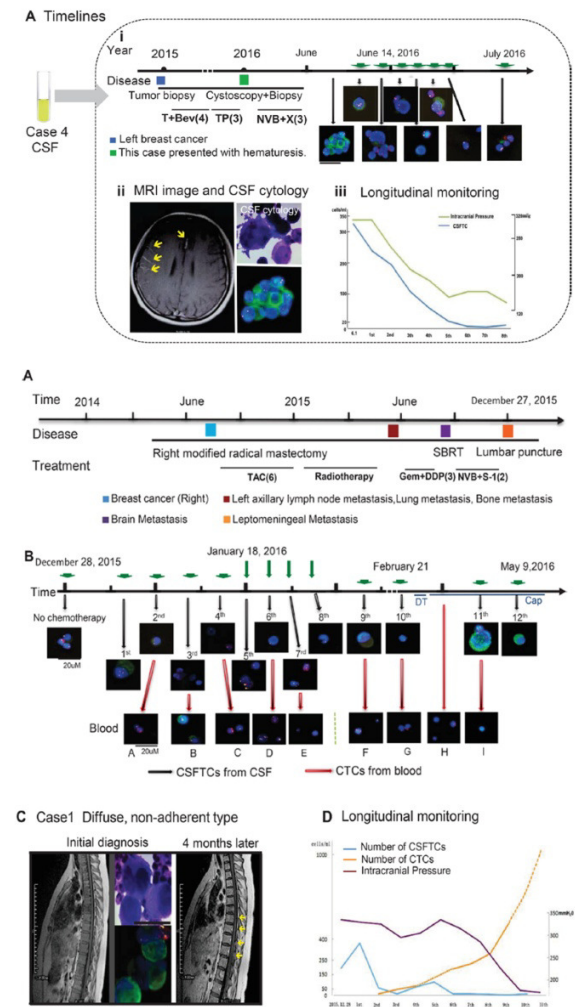 A Timelines
i
Year
2015
2016
June
June 14, 2016
July 2016
Disease
Tumor biopsy
Cystoscopy+Biopsy
T+Bev(4)
TP(3)
NVB+X(3)
Case 4
CSF
Left breast cancer
This case presented with hematuresis.
ii MRI image and CSF cytology
iii Longitudinal monitoring
CSF cytology
Intracranial Pressure
CSFTC
A
Time
2014
June
2015
June
December 27, 2015
Disease
Right modified radical mastectomy
SBRT
Lumbar puncture
Treatment
TAC(6)
Radiotherapy
Gem+DDP(3)
NVB+S-1(2)
Breast cancer (Right)
Left axillary lymph node metastasis,Lung metastasis, Bone metastasis
Brain Metastasis
Leptomeningeal Metastasis
B
December 28, 2015
January 18, 2016
February 21
May 9,2016
Time
DT
Cap
No chemotherapy
2nd
4th
6th
8th
9th
10th
11th
12th
20uM
1st
3rd
5th
7rd
Blood
A
B
C
D
E
F
G
H
I
20uM
CSFTCs from CSF
CTCs from blood
C Case1 Diffuse, non-adherent type
Initial diagnosis
4 months later
D Longitudinal monitoring
Number of CSFTCs
Number of CTCs
Intracranial Pressure
1000
400